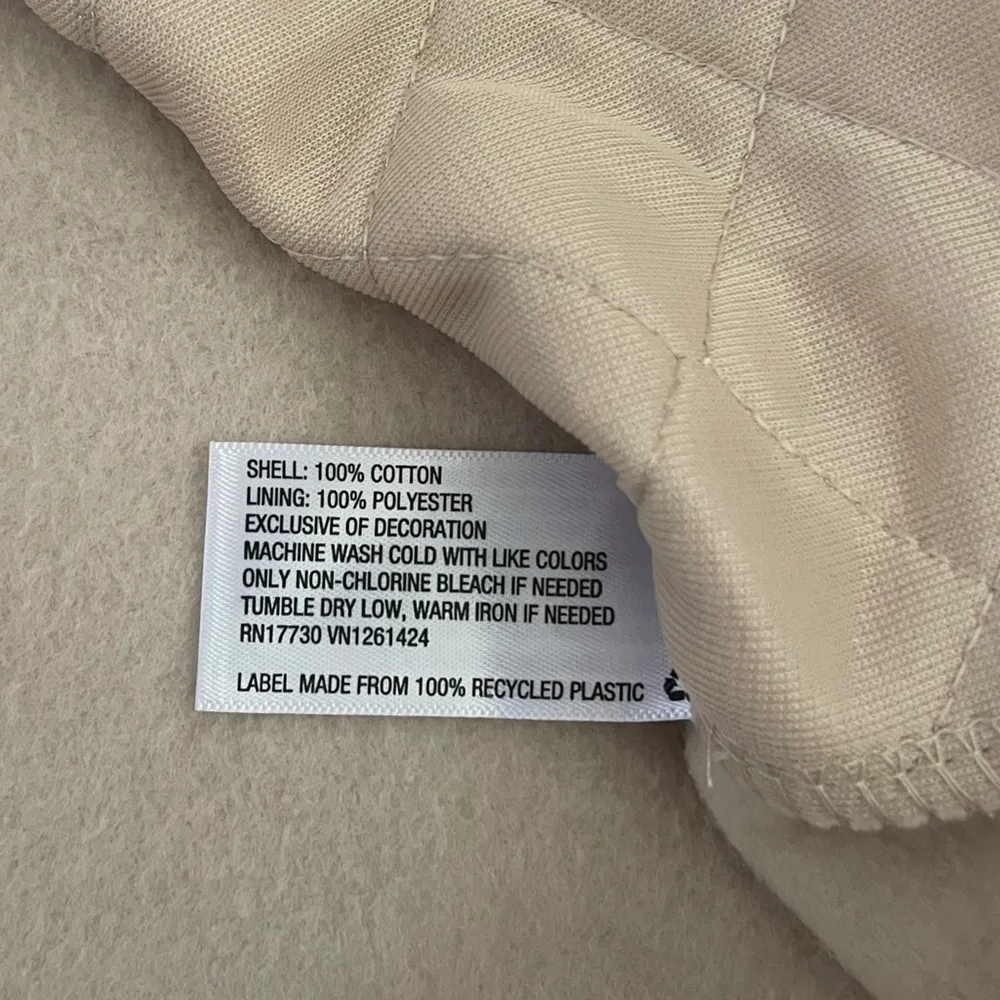 SHELL: 100% COTTON
LINING: 100% POLYESTER
EXCLUSIVE OF DECORATION
MACHINE WASH COLD WITH LIKE COLORS
ONLY NON-CHLORINE BLEACH IF NEEDED
TUMBLE DRY LOW, WARM IRON IF NEEDED
RN17730 VN1261424
LABEL MADE FROM 100% RECYCLED PLASTIC